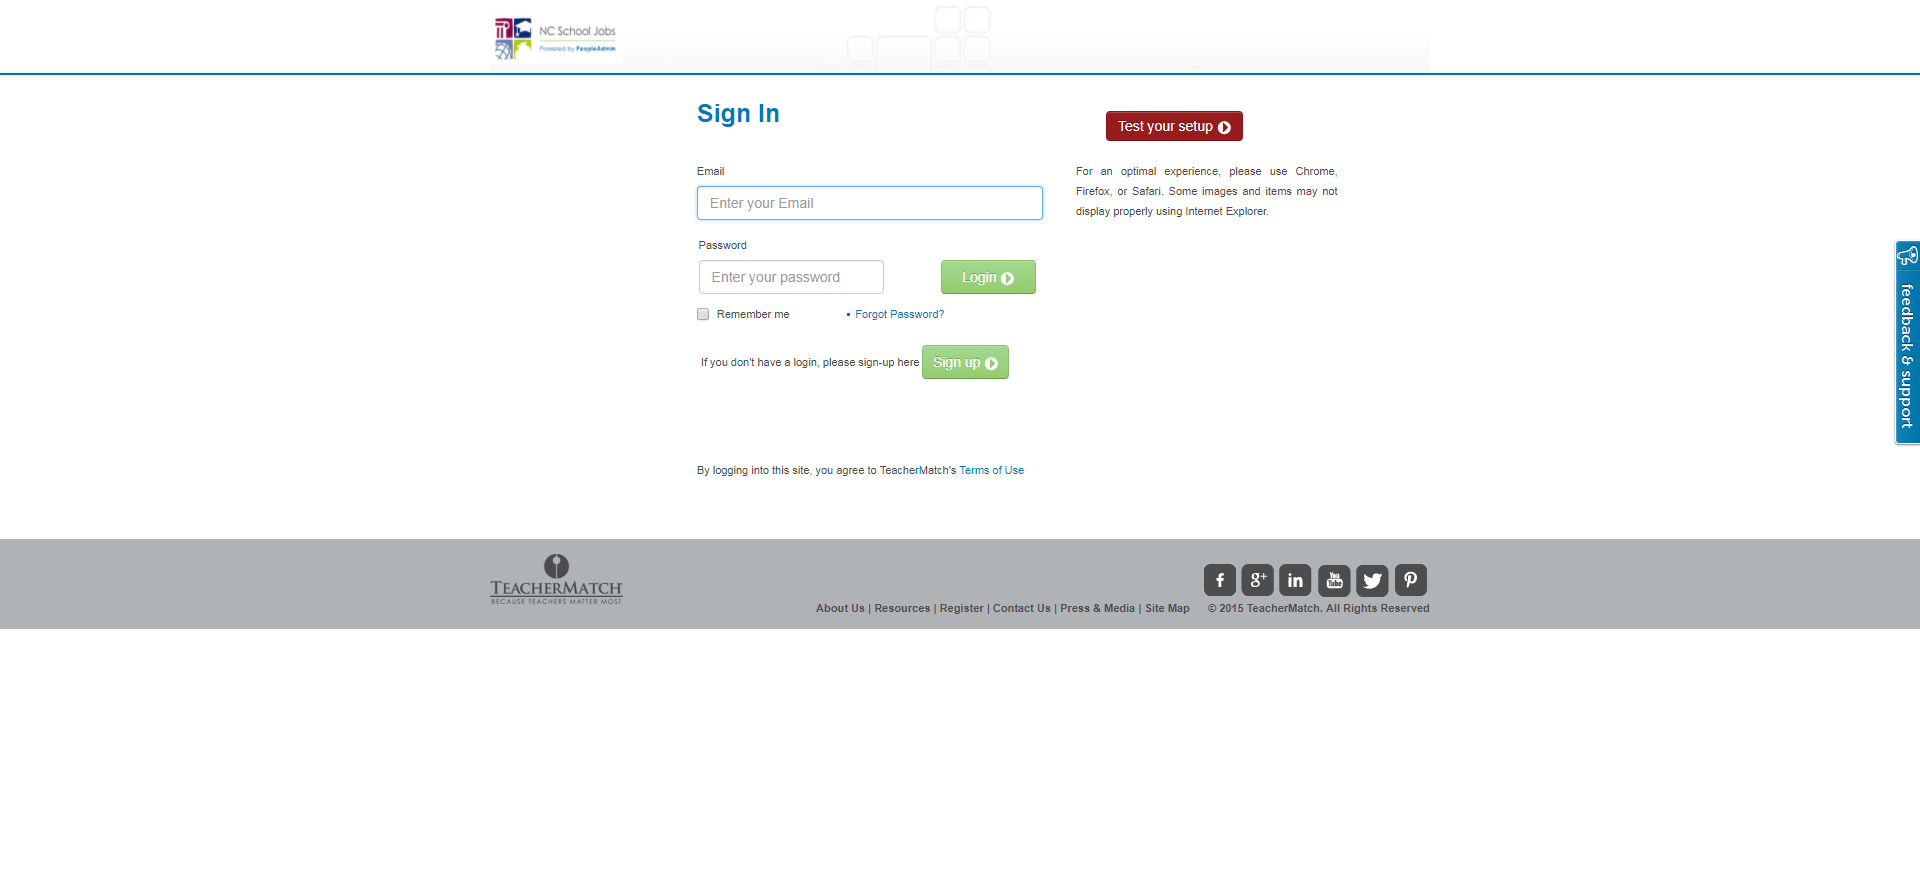 NC School Jobs
Powered by PeopleAdmin
Sign In
Test your setup
Email
Enter your Email
For an optimal experience, please use Chrome,
Firefox, or Safari. Some images and items may not
display properly using Internet Explorer.
Password
Enter your password
Login
Remember me
▪ Forgot Password?
If you don't have a login, please sign-up here
Sign up
feedback & support
By logging into this site, you agree to TeacherMatch's Terms of Use
TEACHERMATCH
BECAUSE TEACHERS MATTER MOST
f g+ in You Tube
About Us | Resources | Register | Contact Us | Press & Media | Site Map © 2015 TeacherMatch. All Rights Reserved